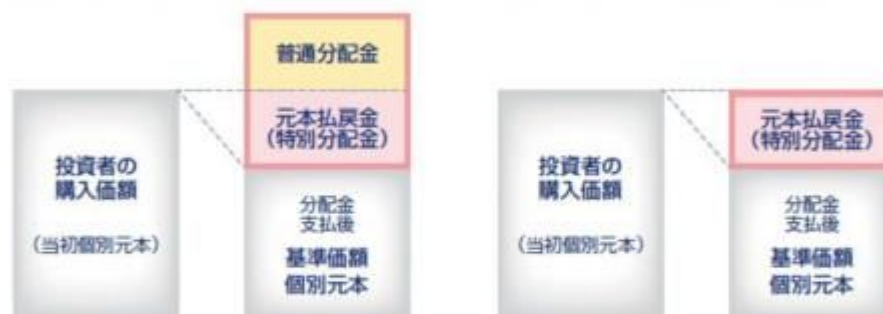 普通分配金
元本払戻金
(特別分配金)
投資者の
購入価額
(当初個別元本)
分配金
支払後
基準価額
個別元本
元本払戻金
(特別分配金)
投資者の
購入価額
(当初個別元本)
分配金
支払後
基準価額
個別元本